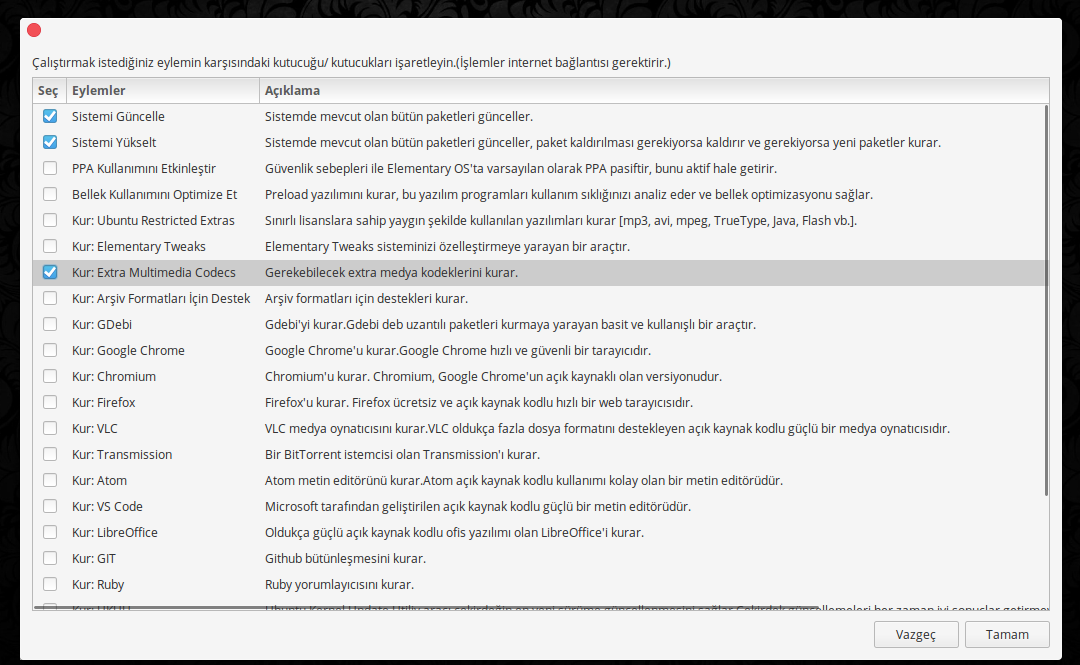 Çalıştırmak istediğiniz eylemin karşısındaki kutucuğu/ kutucukları işaretleyin.(İşlemler internet bağlantısı gerektirir.)
Seç Eylemler Açıklama
Sistemi Güncelle Sistemde mevcut olan bütün paketleri günceller.
Sistemi Yükselt Sistemde mevcut olan bütün paketleri günceller, paket kaldırılması gerekiyorsa kaldırır ve gerekiyorsa yeni paketler kurar.
PPA Kullanımını Etkinleştir Güvenlik sebepleri ile Elementary OS'ta varsayılan olarak PPA pasiftir, bunu aktif hale getirir.
Bellek Kullanımını Optimize Et Preload yazılımını kurar, bu yazılım programları kullanım sıklığınızı analiz eder ve bellek optimizasyonu sağlar.
Kur: Ubuntu Restricted Extras Sınırlı lisanslara sahip yaygın şekilde kullanılan yazılımları kurar [mp3, avi, mpeg, TrueType, Java, Flash vb.].
Kur: Elementary Tweaks Elementary Tweaks sisteminizi özelleştirmeye yarayan bir araçtır.
Kur: Extra Multimedia Codecs Gerekebilecek extra medya kodeklerini kurar.
Kur: Arşiv Formatları İçin Destek Arşiv formatları için destekleri kurar.
Kur: GDebi Gdebi'yi kurar.Gdebi deb uzantılı paketleri kurmaya yarayan basit ve kullanışlı bir araçtır.
Kur: Google Chrome Google Chrome'u kurar.Google Chrome hızlı ve güvenli bir tarayıcıdır.
Kur: Chromium Chromium'u kurar. Chromium, Google Chrome'un açık kaynaklı olan versiyonudur.
Kur: Firefox Firefox'u kurar. Firefox ücretsiz ve açık kaynak kodlu hızlı bir web tarayıcısıdır.
Kur: VLC VLC medya oynatıcısını kurar.VLC oldukça fazla dosya formatını destekleyen açık kaynak kodlu güçlü bir medya oynatıcısıdır.
Kur: Transmission Bir BitTorrent istemcisi olan Transmission'ı kurar.
Kur: Atom Atom metin editörünü kurar.Atom açık kaynak kodlu kullanımı kolay olan bir metin editörüdür.
Kur: VS Code Microsoft tarafından geliştirilen açık kaynak kodlu güçlü bir metin editörüdür.
Kur: LibreOffice Oldukça güçlü açık kaynak kodlu ofis yazılımı olan LibreOffice'i kurar.
Kur: GIT Github bütünleşmesini kurar.
Kur: Ruby Ruby yorumlayıcısını kurar.
Vazgeç Tamam